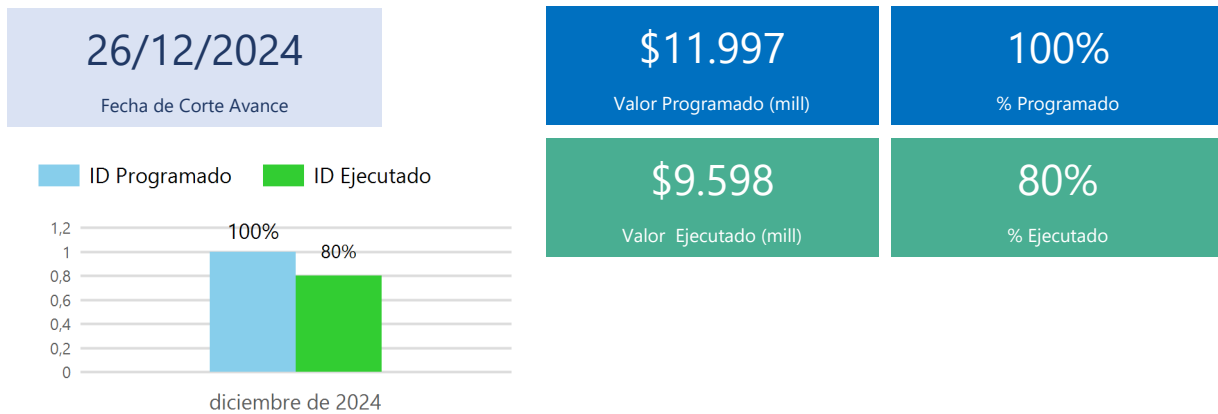 26/12/2024
Fecha de Corte Avance
$11.997
Valor Programado (mill)
100%
% Programado
$9.598
Valor Ejecutado (mill)
80%
% Ejecutado
ID Programado
ID Ejecutado
1,2
1
0,8
0,6
0,4
0,2
0
100%
80%
diciembre de 2024